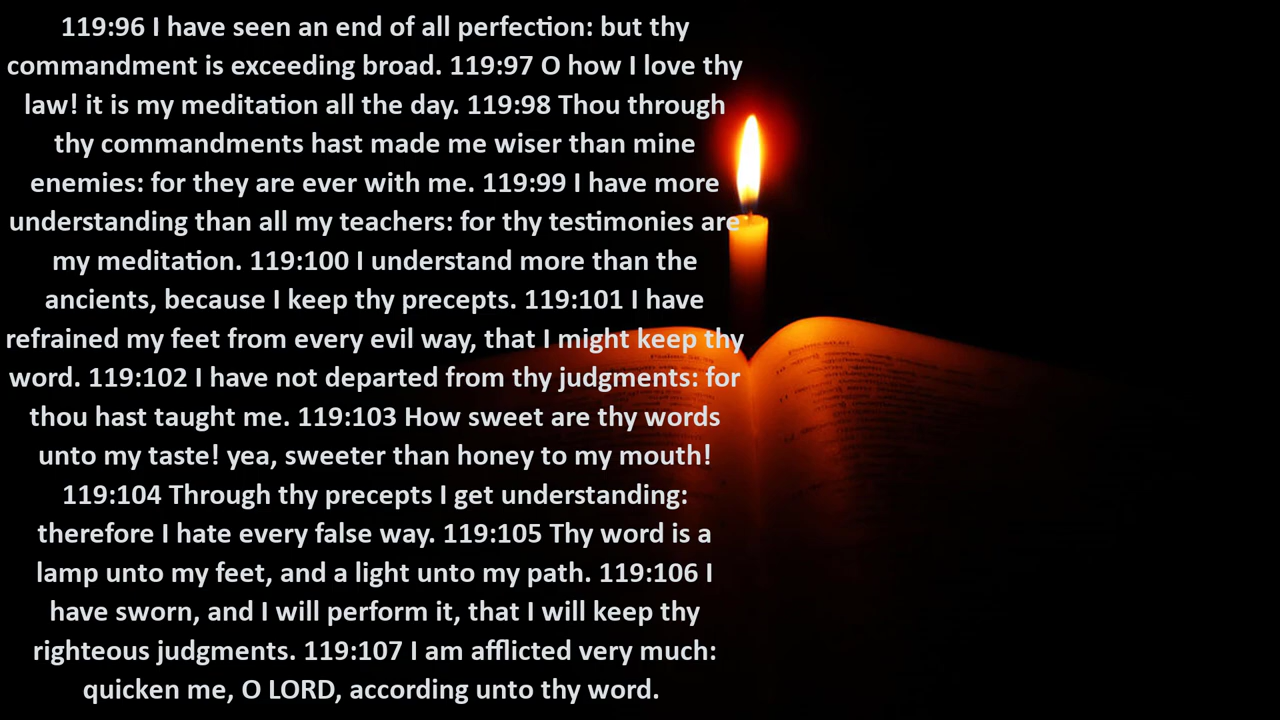 119:96 I have seen an end of all perfection: but thy
commandment is exceeding broad. 119:97 O how I love thy
law! it is my meditation all the day. 119:98 Thou through
thy commandments hast made me wiser than mine
enemies: for they are ever with me. 119:99 I have more
understanding than all my teachers: for thy testimonies are
my meditation. 119:100 I understand more than the
ancients, because I keep thy precepts. 119:101 I have
refrained my feet from every evil way, that I might keep thy
word. 119:102 I have not departed from thy judgments: for
thou hast taught me. 119:103 How sweet are thy words
unto my taste! yea, sweeter than honey to my mouth!
119:104 Through thy precepts I get understanding:
therefore I hate every false way. 119:105 Thy word is a
lamp unto my feet, and a light unto my path. 119:106 I
have sworn, and I will perform it, that I will keep thy
righteous judgments. 119:107 I am afflicted very much:
quicken me, O LORD, according unto thy word.